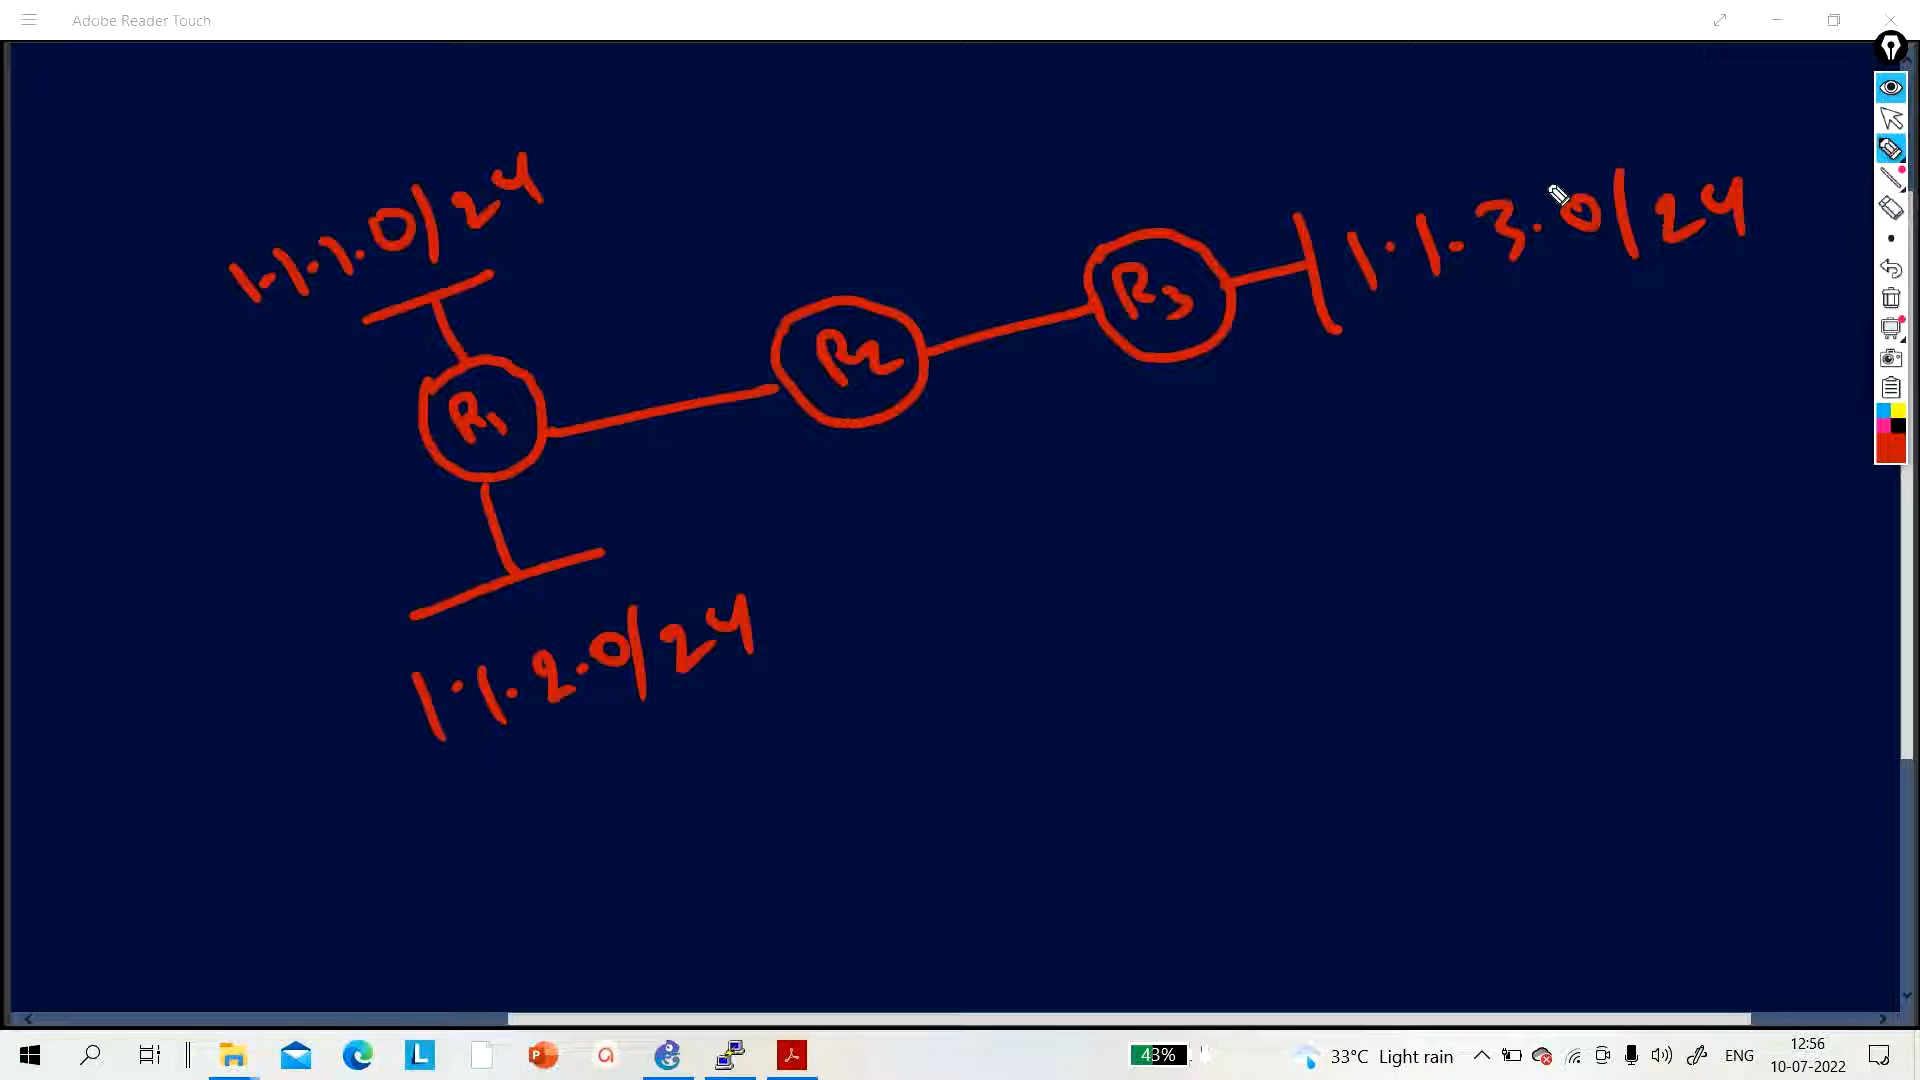 Adobe Reader Touch
1.1.1.0/24
1.1.3.0/24
R3
R2
R1
1.1.2.0/24
43%
33°C Light rain
ENG
12:56
10-07-2022